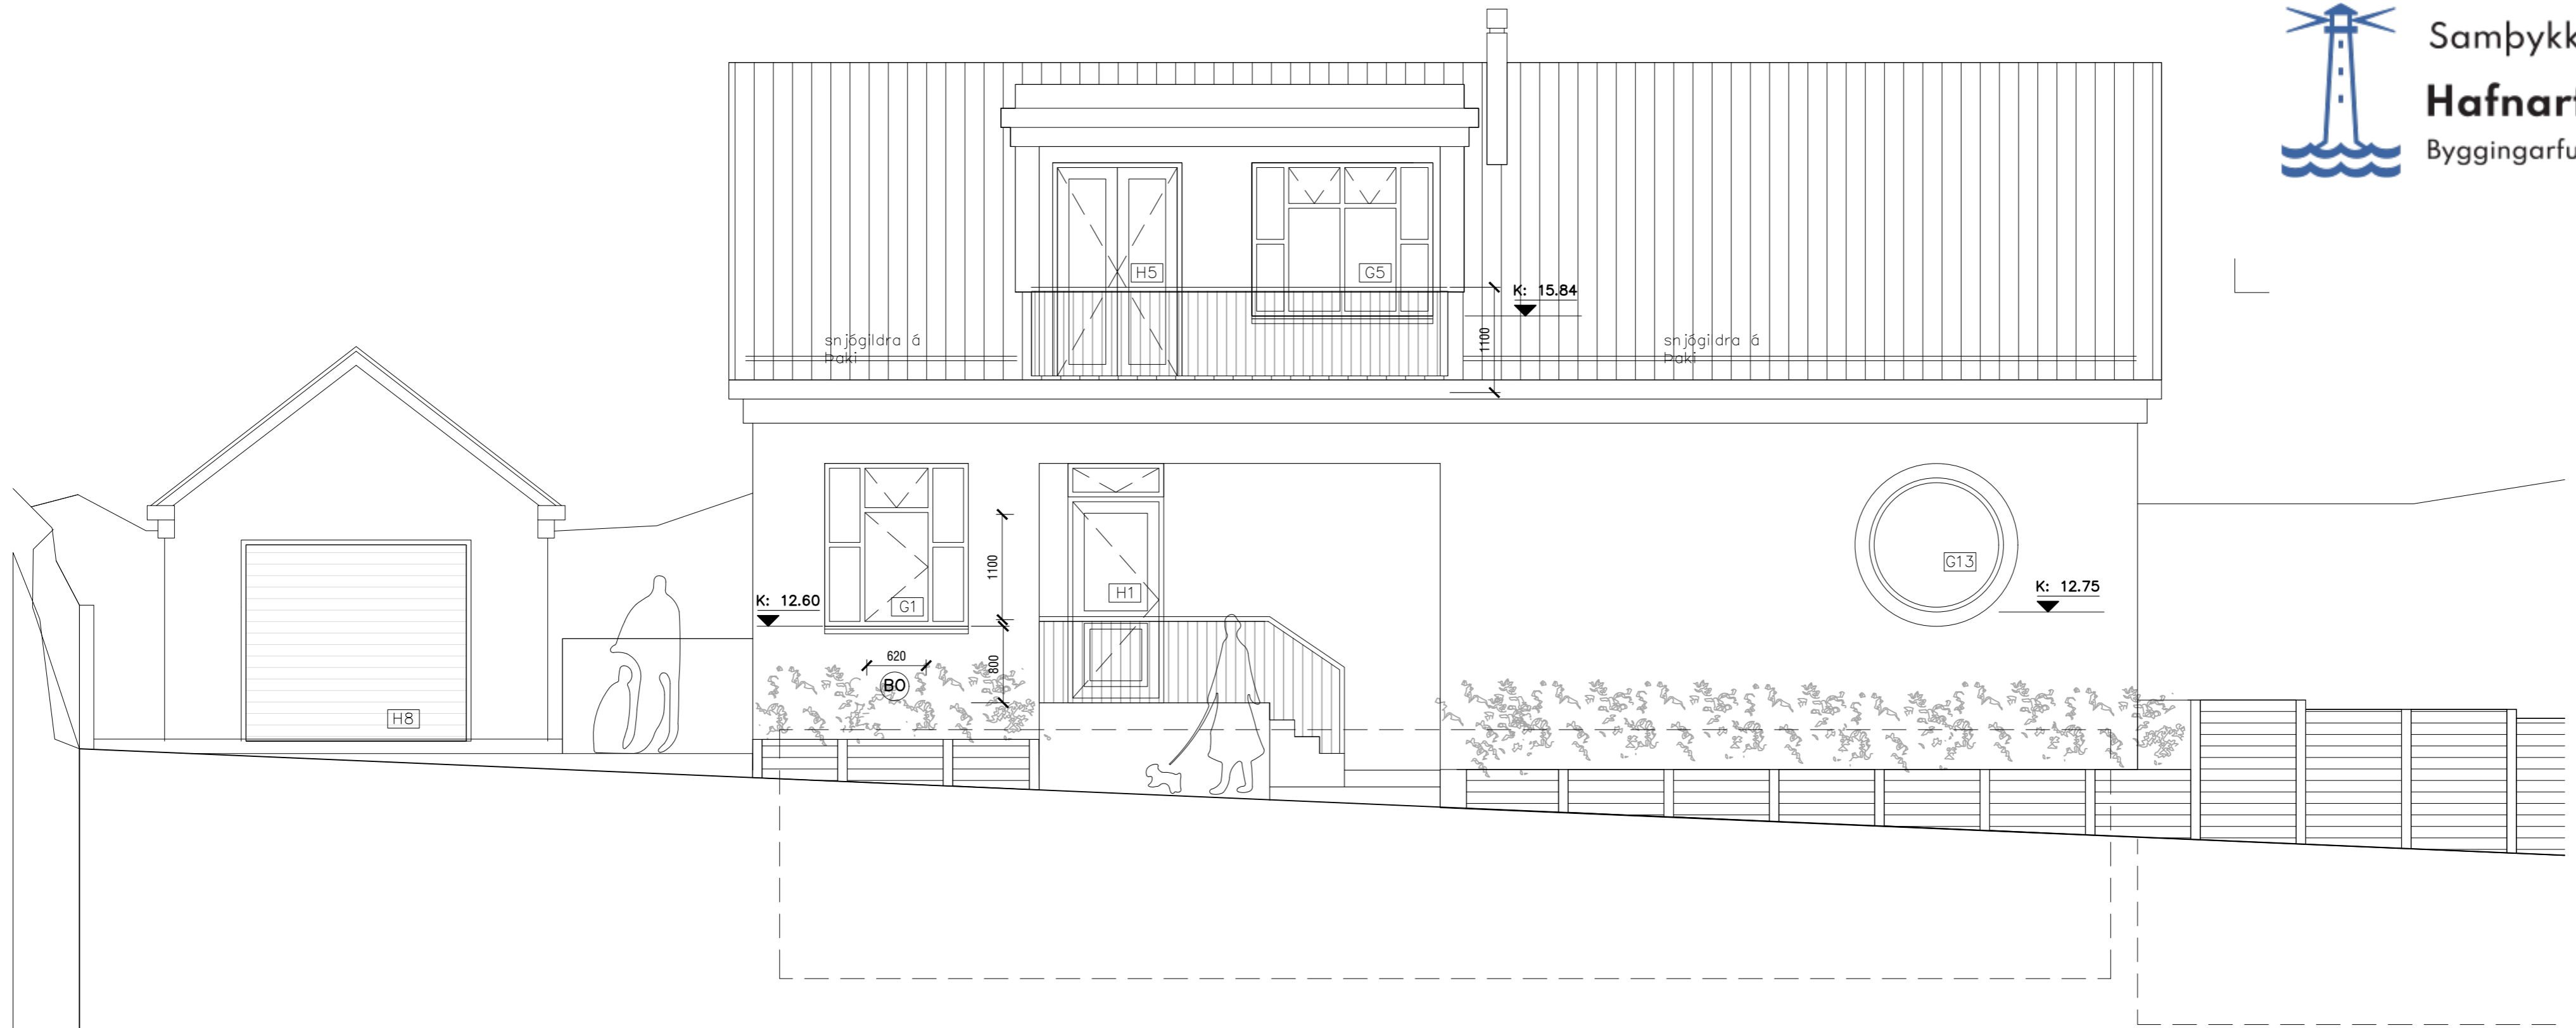 Samþykk
Hafnarf
Byggingarfu
H5
G5
K: 15.84
1100
snjógildra á
Þaki
snjógildra á
Þaki
G1
1100
H1
G13
K: 12.60
K: 12.75
620
800
BO
H8